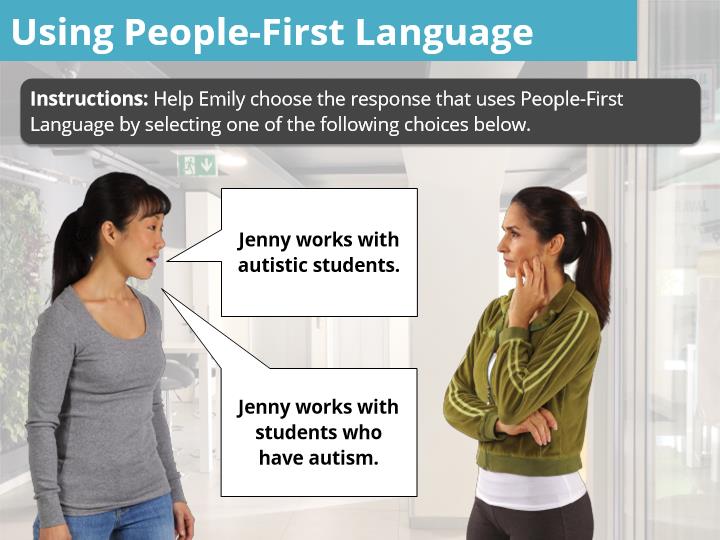 Using People-First Language
Instructions: Help Emily choose the response that uses People-First
Language by selecting one of the following choices below.
Jenny works with
autistic students.
Jenny works with
students who
have autism.